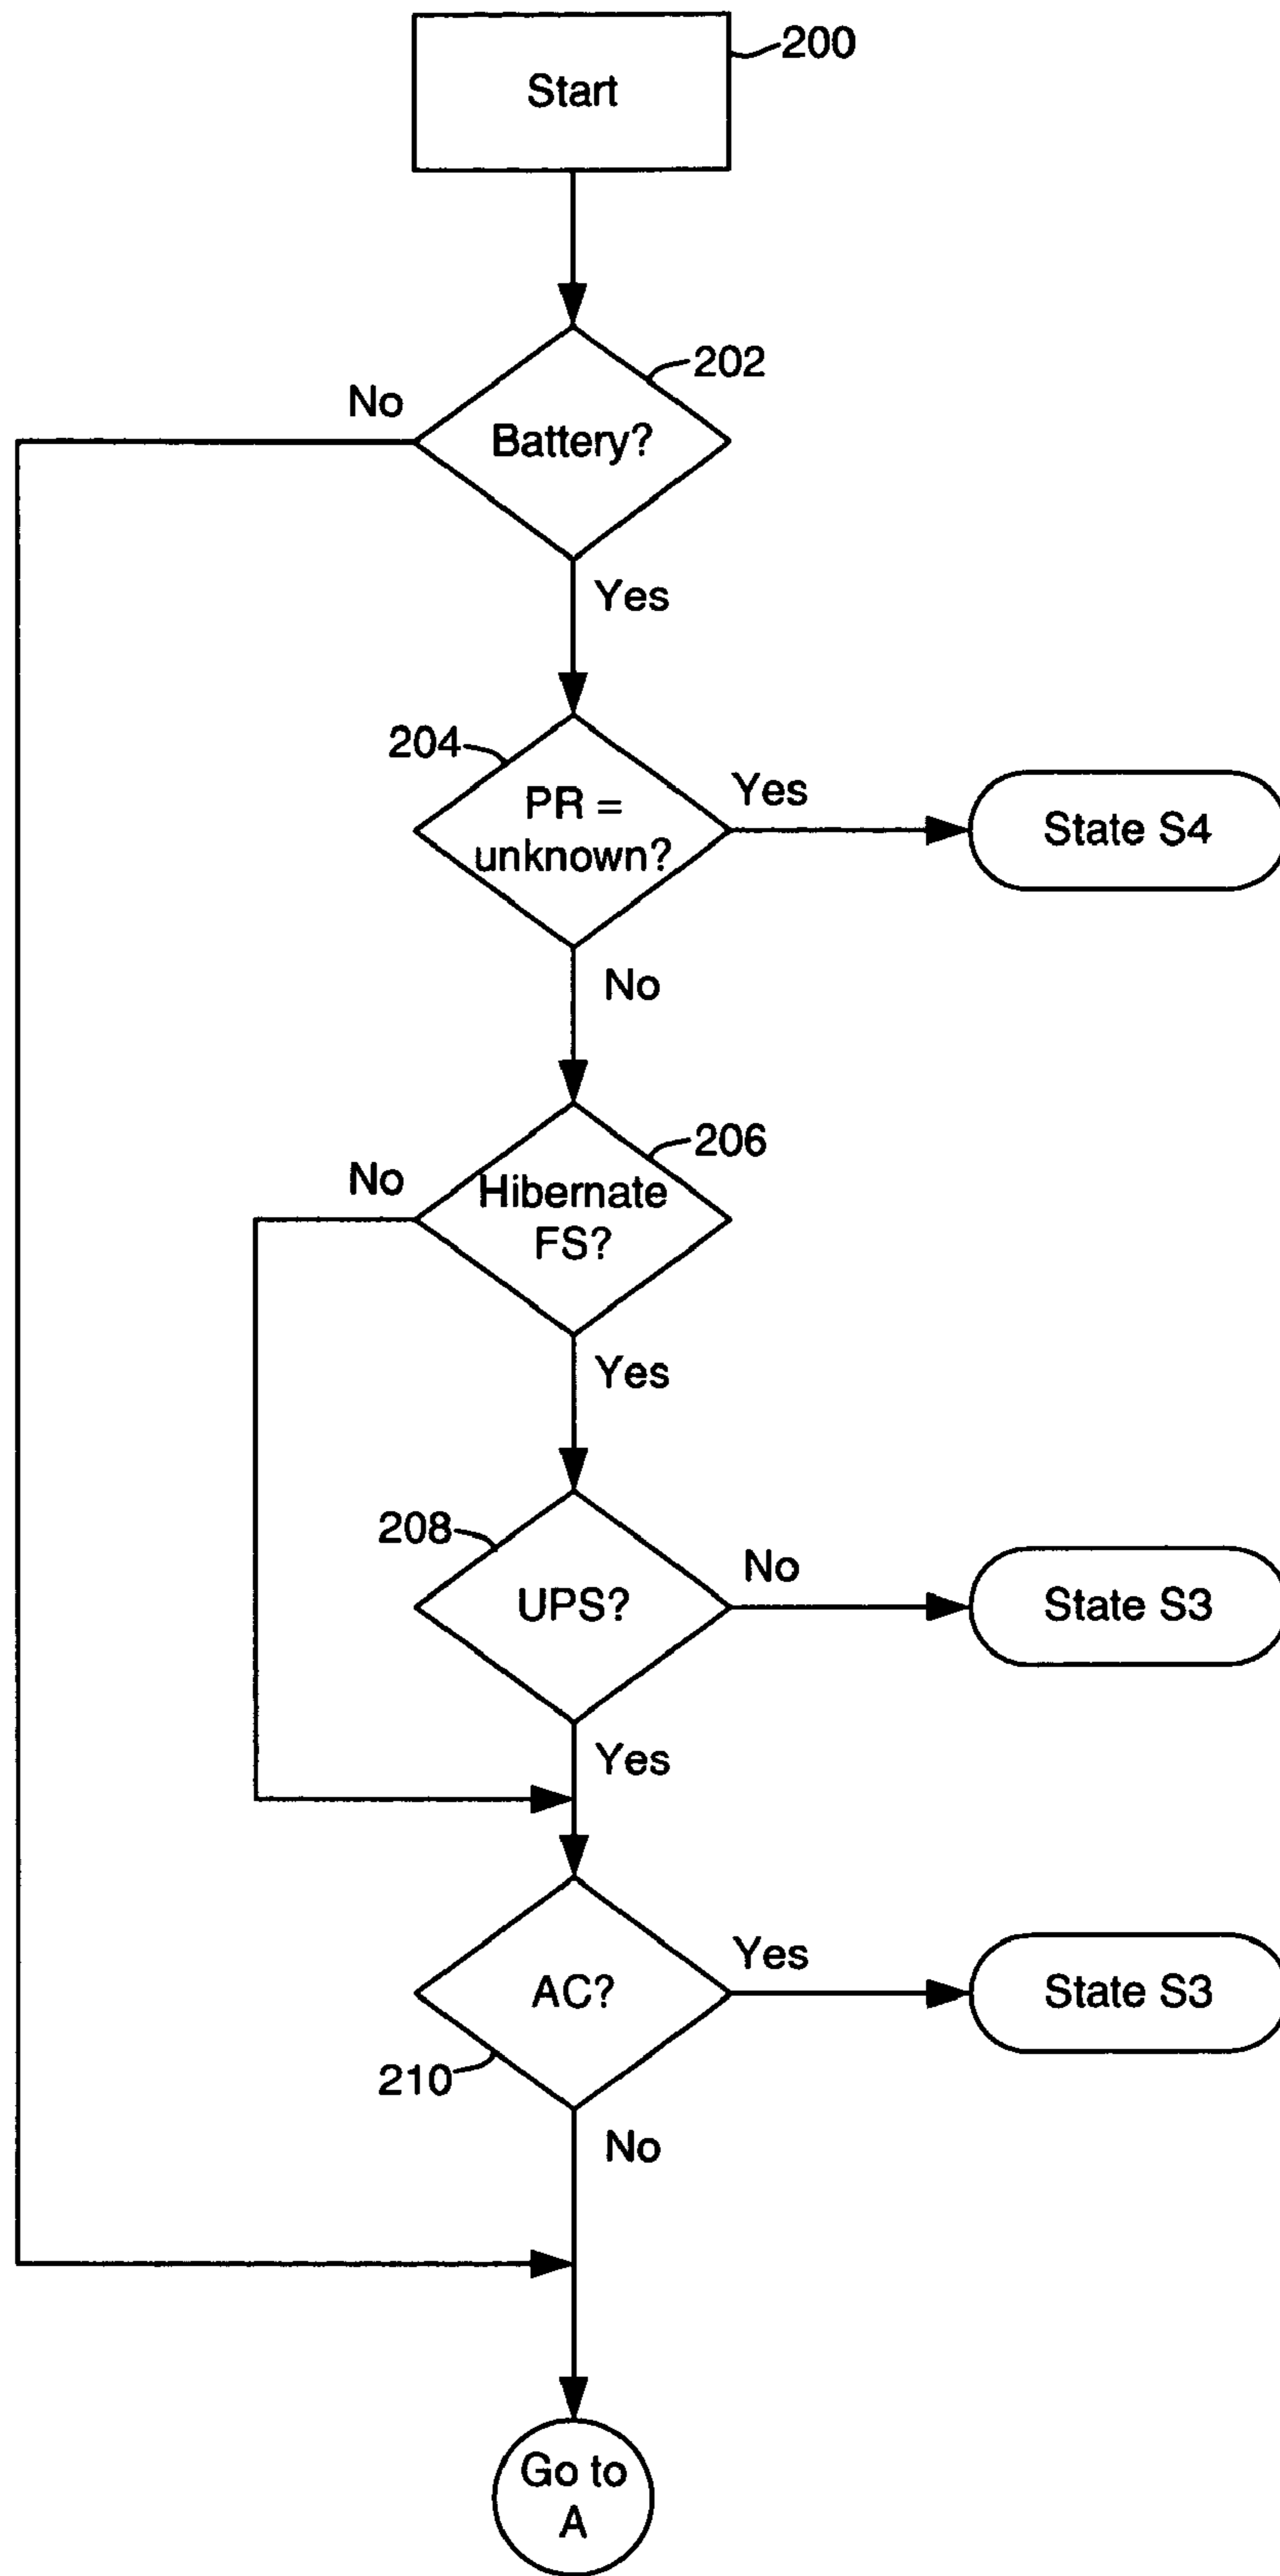 200
Start
202
No
Battery?
Yes
204
Yes
PR =
unknown?
State S4
No
206
No
Hibernate
FS?
Yes
208
No
UPS?
State S3
Yes
Yes
AC?
State S3
210
No
Go to
A